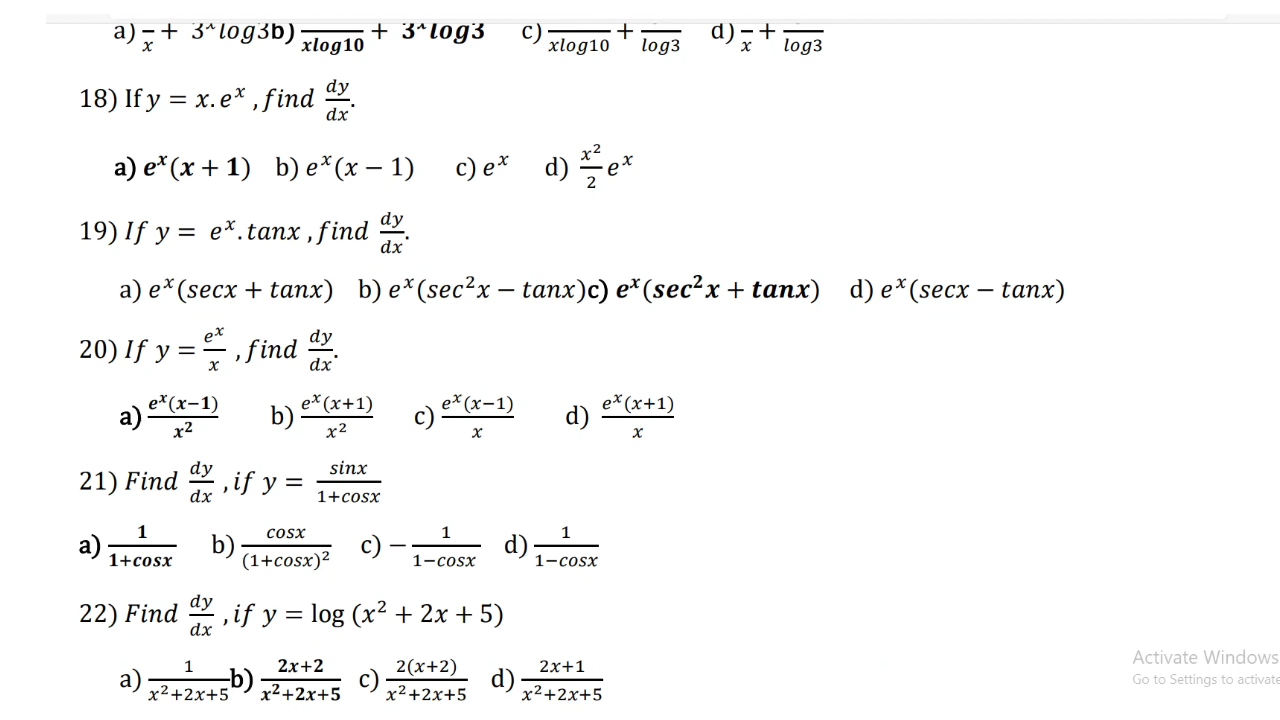 a) –/x + 3^x log3 b) –/xlog10 + 3^x log3 c) –/xlog10 + –/log3 d) –/x + –/log3
18) If y = x. e^x , find dy/dx.
a) e^x(x + 1) b) e^x(x − 1) c) e^x d) x²/2 e^x
19) If y = e^x. tanx , find dy/dx.
a) e^x(secx + tanx) b) e^x(sec²x − tanx)c) e^x(sec²x + tanx) d) e^x(secx − tanx)
20) If y = e^x/x , find dy/dx.
a) e^x(x−1)/x² b) e^x(x+1)/x² c) e^x(x−1)/x d) e^x(x+1)/x
21) Find dy/dx , if y = sinx/1+cosx
a) 1/1+cosx b) cosx/(1+cosx)² c) − 1/1−cosx d) 1/1−cosx
22) Find dy/dx , if y = log (x² + 2x + 5)
a) 1/x²+2x+5 b) 2x+2/x²+2x+5 c) 2(x+2)/x²+2x+5 d) 2x+1/x²+2x+5
Activate Windows
Go to Settings to activate